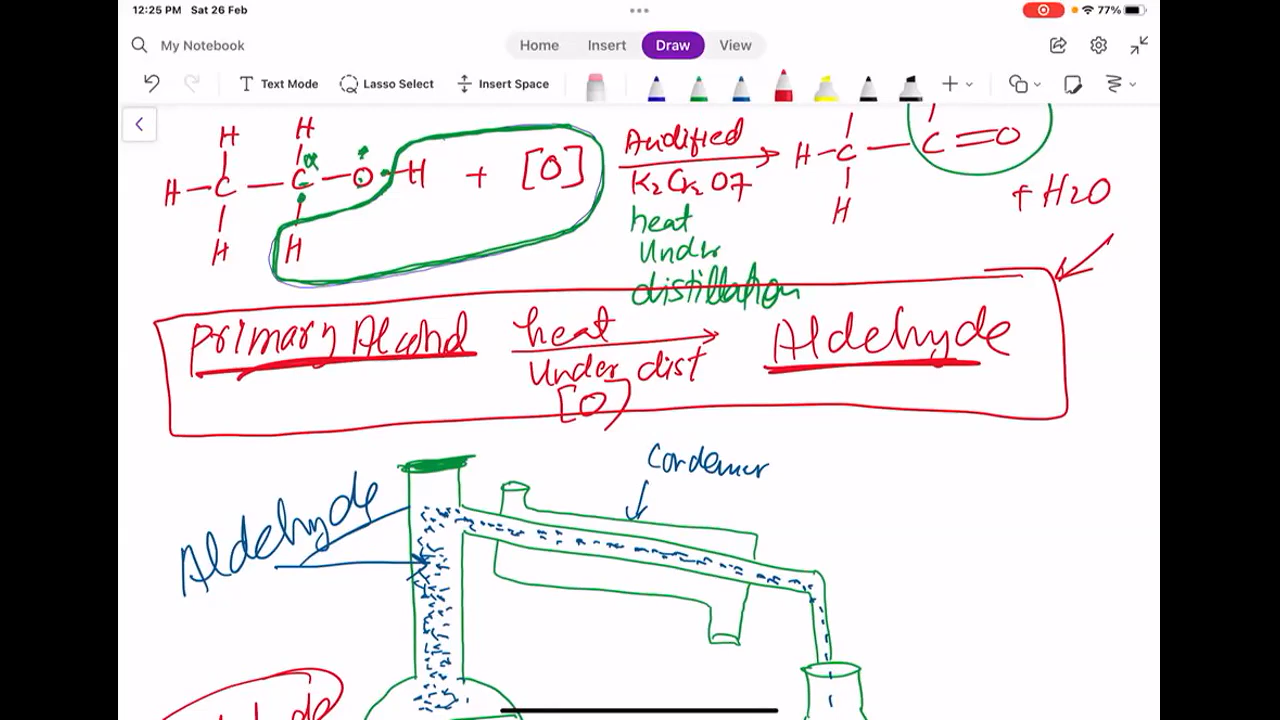 12:25 PM Sat 26 Feb
77%
My Notebook
Home Insert Draw View
Text Mode Lasso Select Insert Space
H H
H-C-C-O-H + [O]
α
H H
Acidified
K2Cr2O7
heat
Under
distillation
H-C-C=O
H
+ H2O
Primary Alcohol
heat
Under dist
[O]
Aldehyde
Condenser
Aldehyde